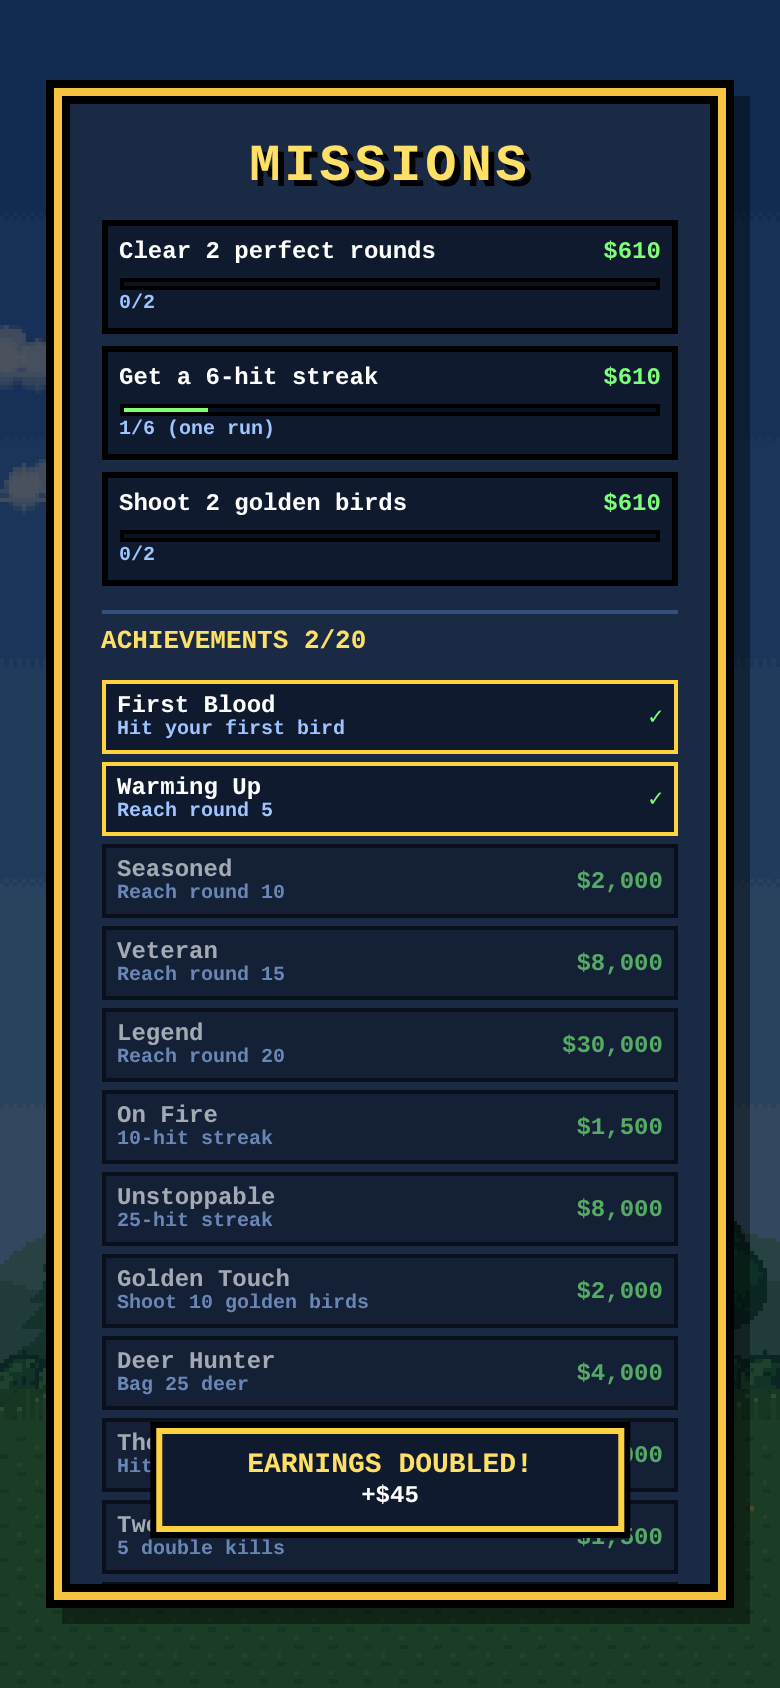 MISSIONS
Clear 2 perfect rounds $610
0/2
Get a 6-hit streak $610
1/6 (one run)
Shoot 2 golden birds $610
0/2
ACHIEVEMENTS 2/20
First Blood
Hit your first bird ✓
Warming Up
Reach round 5 ✓
Seasoned
Reach round 10 $2,000
Veteran
Reach round 15 $8,000
Legend
Reach round 20 $30,000
On Fire
10-hit streak $1,500
Unstoppable
25-hit streak $8,000
Golden Touch
Shoot 10 golden birds $2,000
Deer Hunter
Bag 25 deer $4,000
Hit
EARNINGS DOUBLED!
+$45
5 double kills $1,500